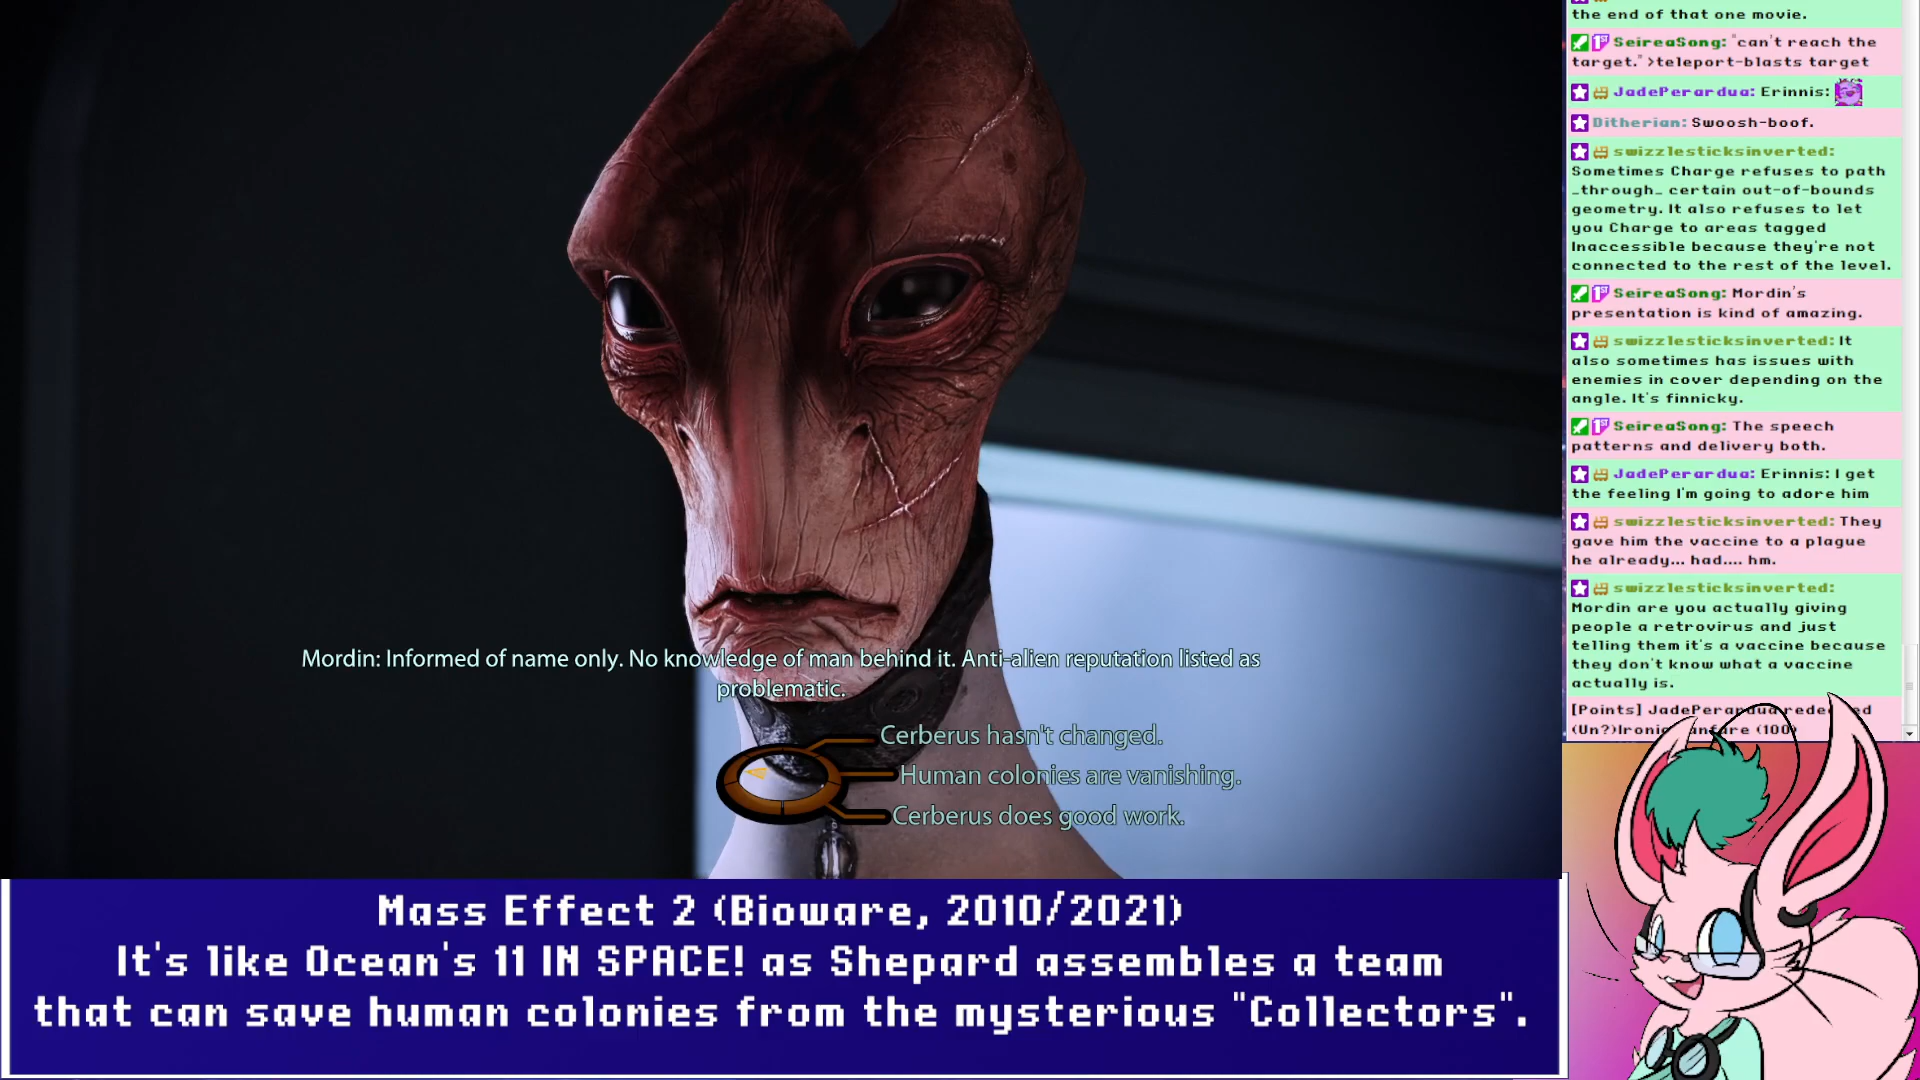 Mordin: Informed of name only. No knowledge of man behind it. Anti-alien reputation listed as
problematic.
Cerberus hasn't changed.
Human colonies are vanishing.
Cerberus does good work.
Mass Effect 2 (Bioware, 2010/2021)
It's like Ocean's 11 IN SPACE! as Shepard assembles a team
that can save human colonies from the mysterious "Collectors".
the end of that one movie.
SeireaSong: "can't reach the
target." >teleport-blasts target
JadePerardua: Erinnis:
Ditherian: Swoosh-boof.
swizzlesticksinverted:
Sometimes Charge refuses to path
_through_ certain out-of-bounds
geometry. It also refuses to let
you Charge to areas tagged
Inaccessible because they're not
connected to the rest of the level.
SeireaSong: Mordin's
presentation is kind of amazing.
swizzlesticksinverted: It
also sometimes has issues with
enemies in cover depending on the
angle. It's finnicky.
SeireaSong: The speech
patterns and delivery both.
JadePerardua: Erinnis: I get
the feeling I'm going to adore him
swizzlesticksinverted: They
gave him the vaccine to a plague
he already... had.... hm.
swizzlesticksinverted:
Mordin are you actually giving
people a retrovirus and just
telling them it's a vaccine because
they don't know what a vaccine
actually is.
[Points] JadePerardua
(Un?)Ironic (100)